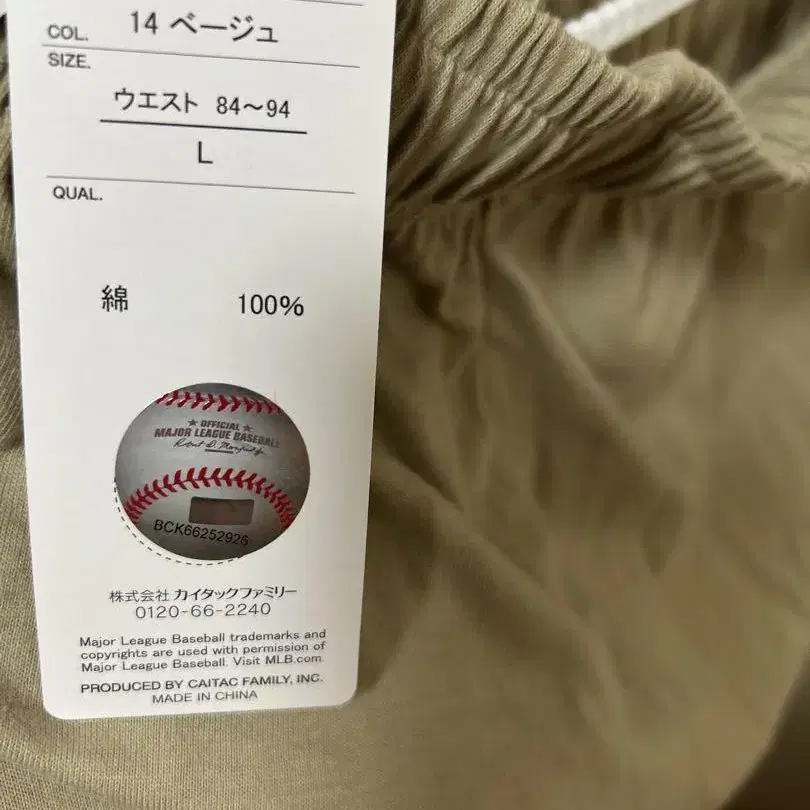 COL. 14 ベージュ
SIZE.
ウエスト 84〜94
L
QUAL.
綿 100%
★ OFFICIAL ★
MAJOR LEAGUE BASEBALL
BCK66252926
株式会社 カイタックファミリー
0120-66-2240
Major League Baseball trademarks and
copyrights are used with permission of
Major League Baseball. Visit MLB.com.
PRODUCED BY CAITAC FAMILY, INC.
MADE IN CHINA